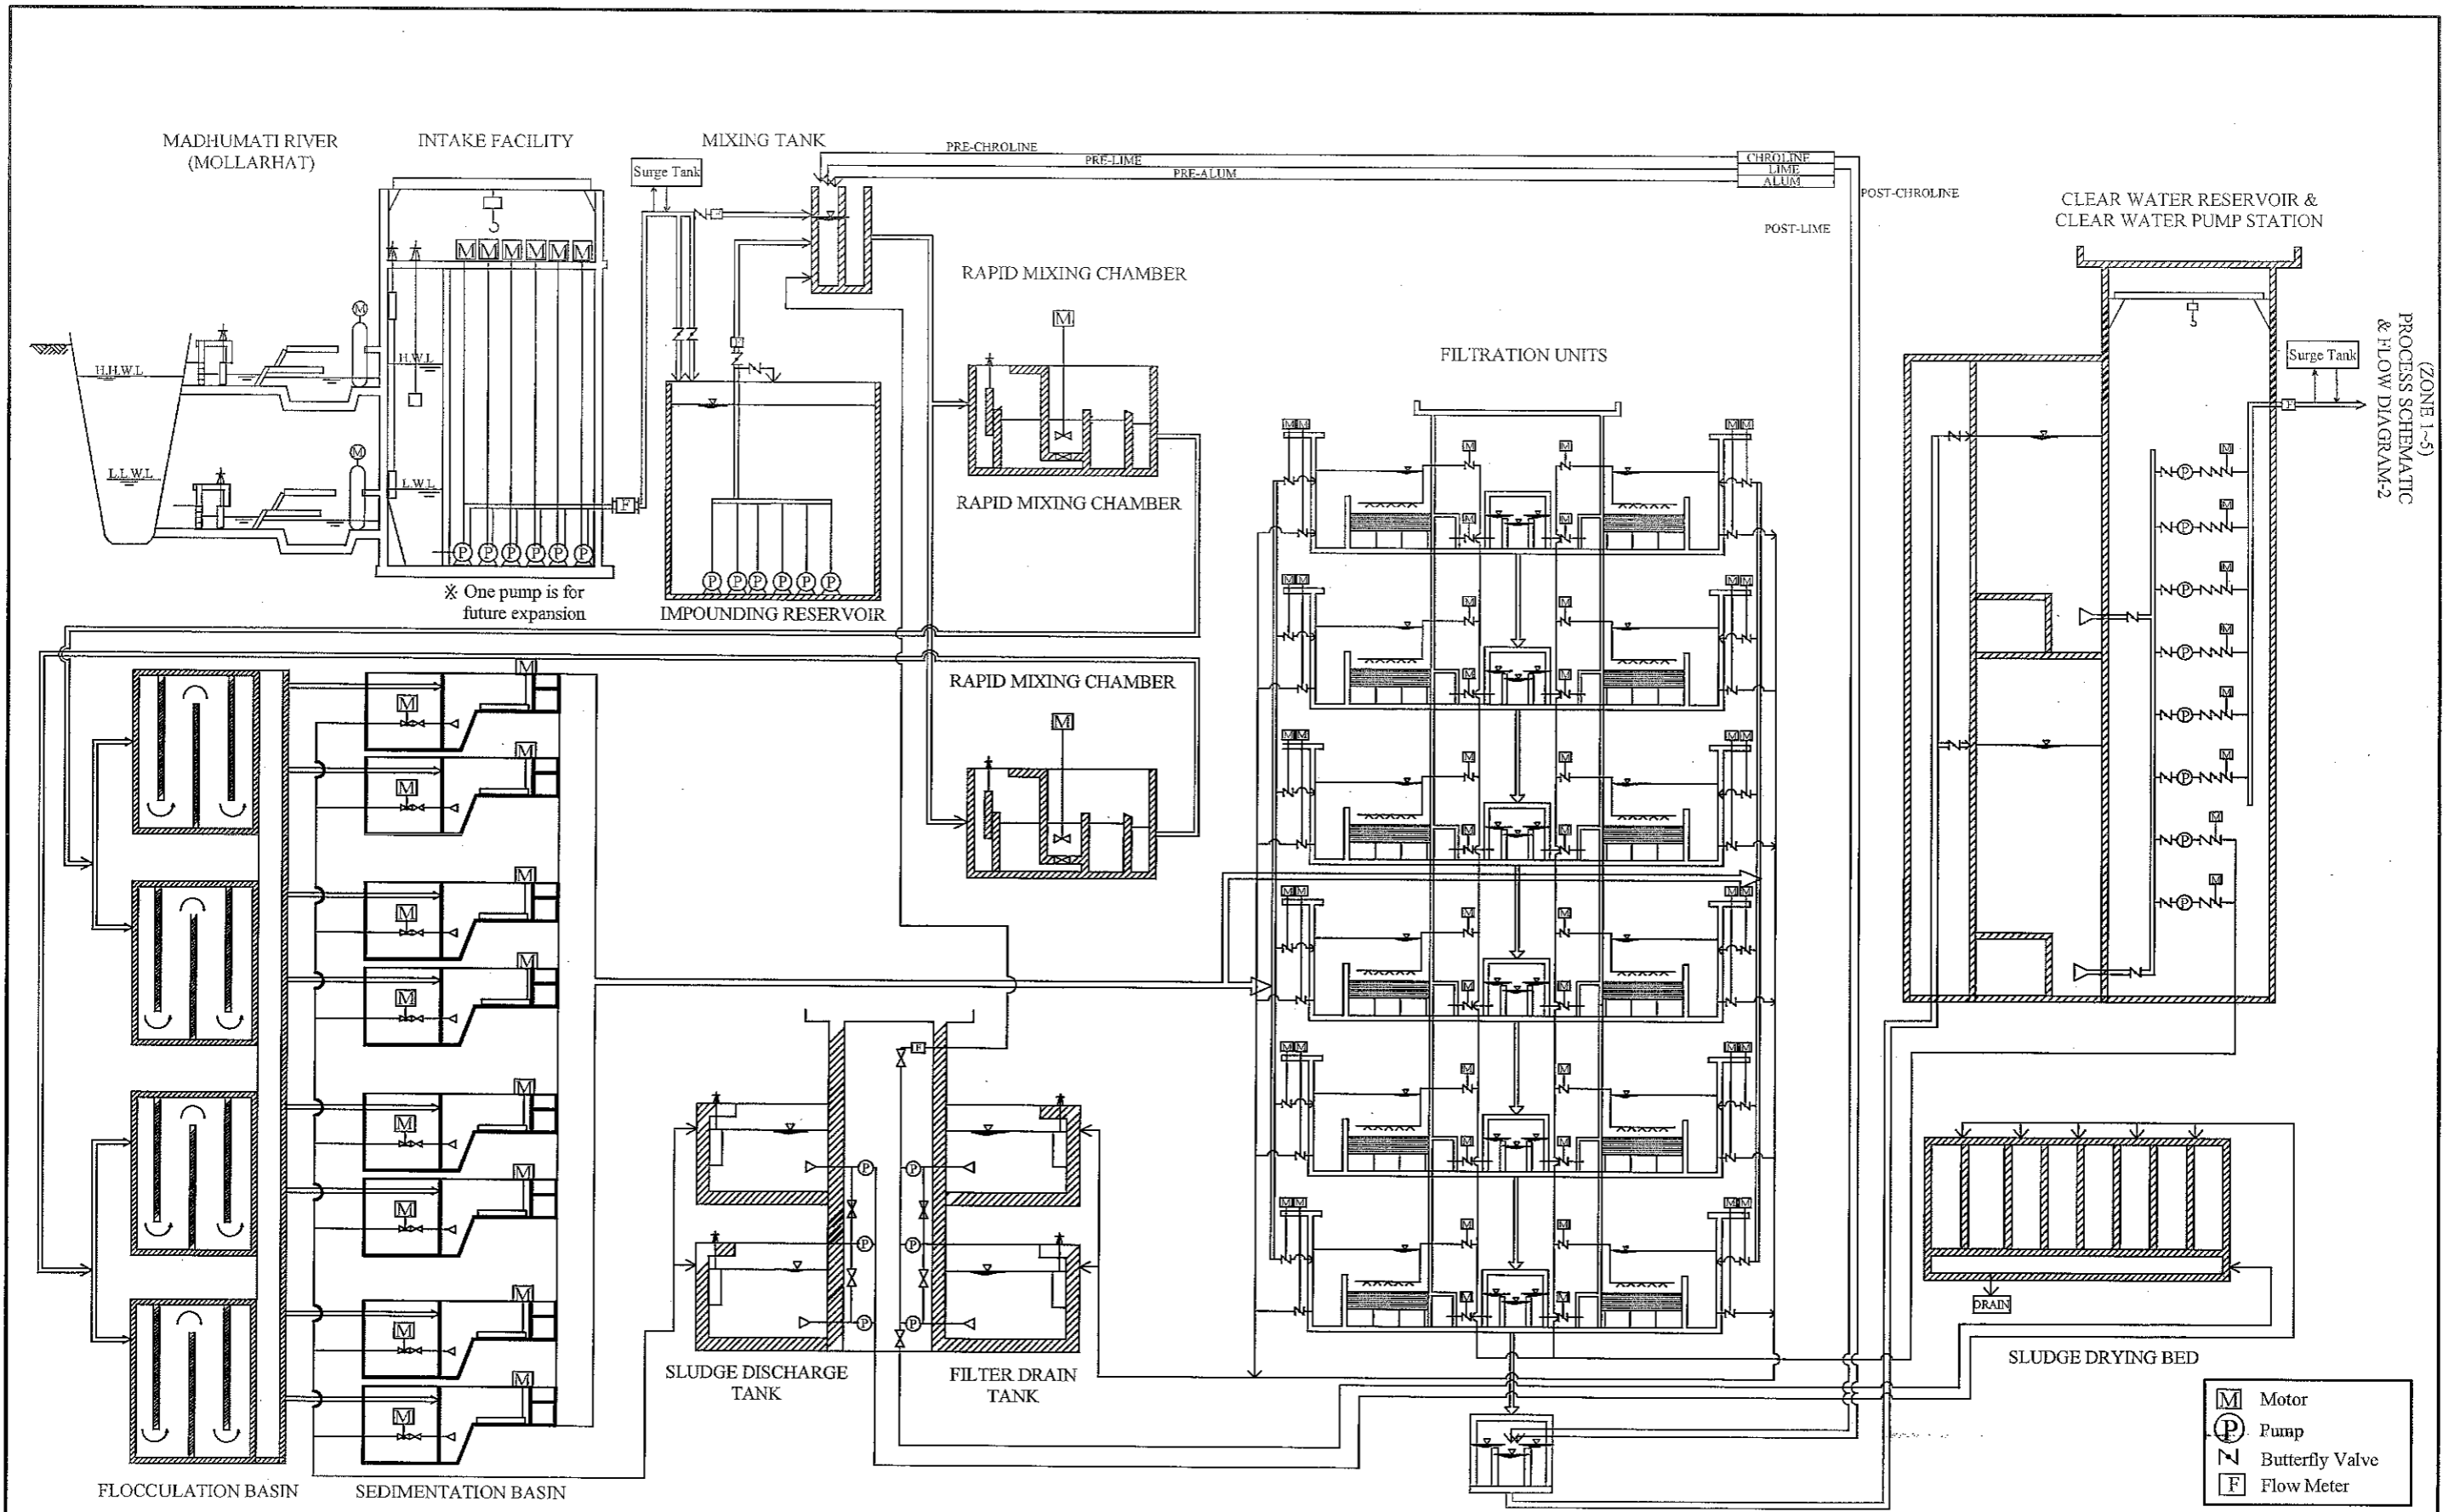 MADHUMATI RIVER
(MOLLARHAT)
INTAKE FACILITY
MIXING TANK
Surge Tank
PRE-CHROLINE
PRE-LIME
PRE-ALUM
CHROLINE
LIME
ALUM
POST-CHROLINE
POST-LIME
CLEAR WATER RESERVOIR &
CLEAR WATER PUMP STATION
M M M M M M
F
RAPID MIXING CHAMBER
M
H.H.W.L
L.L.W.L
M
M
H.W.L
L.W.L
F
F
P P P P P P
P P P P P P
※ One pump is for
future expansion
IMPOUNDING RESERVOIR
RAPID MIXING CHAMBER
RAPID MIXING CHAMBER
M
FILTRATION UNITS
Surge Tank
F
(ZONE 1~5)
PROCESS SCHEMATIC
& FLOW DIAGRAM-2
FLOCCULATION BASIN
SEDIMENTATION BASIN
F
SLUDGE DISCHARGE
TANK
FILTER DRAIN
TANK
DRAIN
SLUDGE DRYING BED
M Motor
P Pump
Butterfly Valve
F Flow Meter